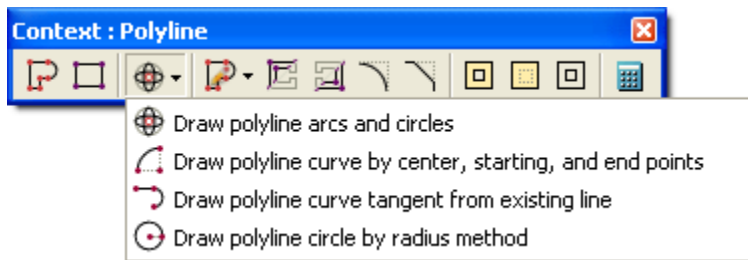 Context : Polyline
Draw polyline arcs and circles
Draw polyline curve by center, starting, and end points
Draw polyline curve tangent from existing line
Draw polyline circle by radius method